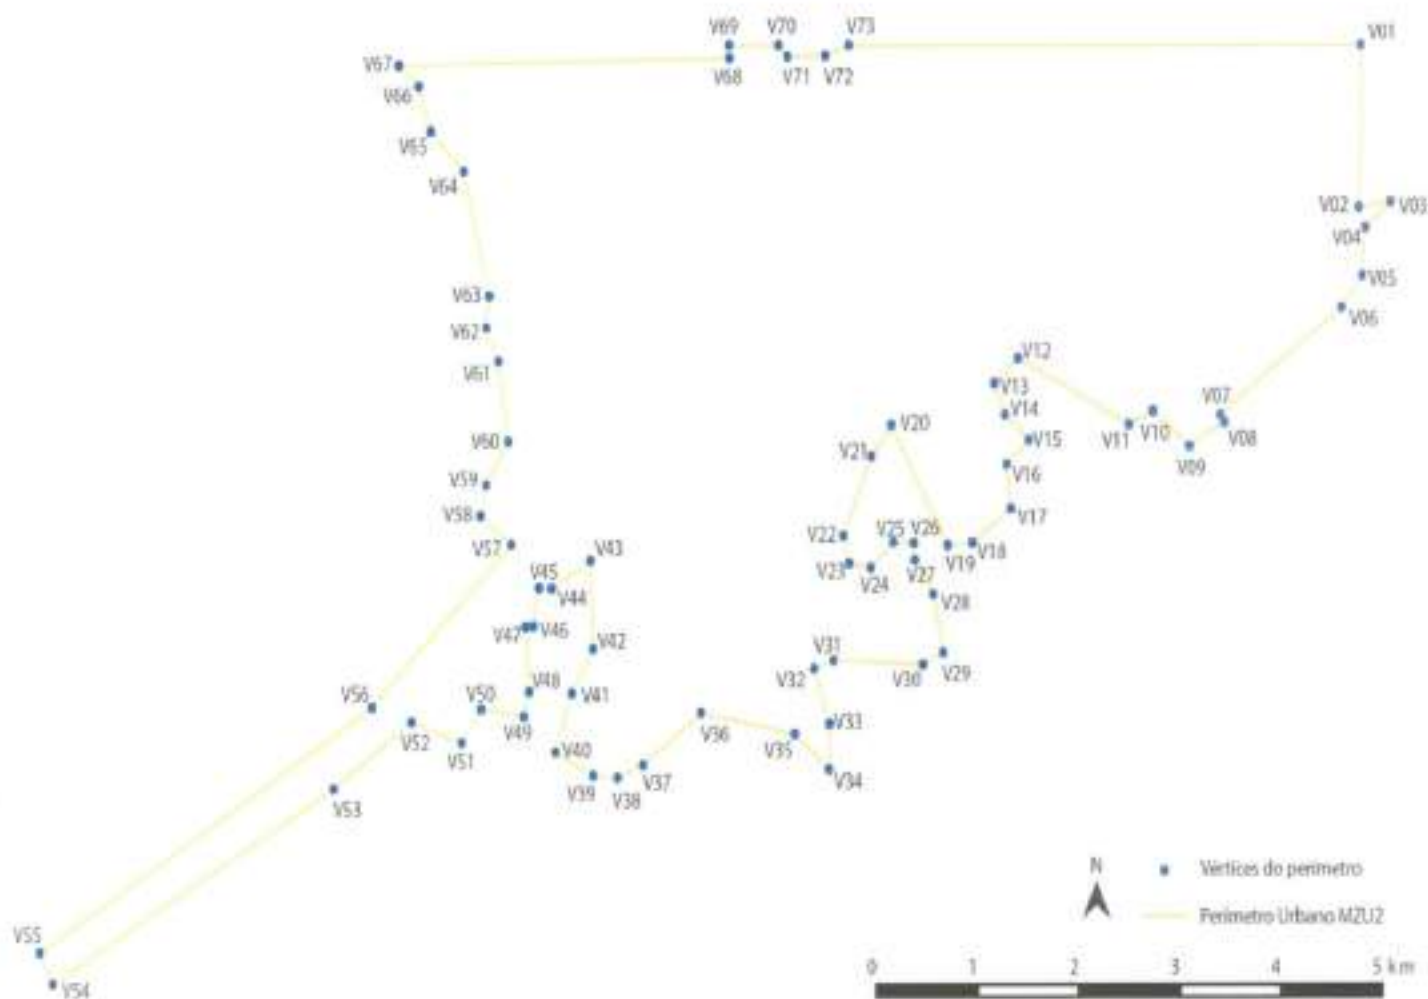 V69 V70 V73 V01
V67 V68 V71 V72
V66
V65
V64
V02 V03
V04
V05
V63
V06
V62
V12
V61
V13
V07
V14
V20 V11 V10 V08
V60 V15
V21 V09
V16
V59
V58 V17
V22 V25 V26
V57 V43 V19 V18
V23 V24 V27
V45
V44 V28
V47 V46
V42
V31
V32 V30 V29
V56 V50 V48 V41
V49 V36 V33
V52
V51 V40 V35
V37 V34
V53 V39 V38
N
Vértices do perímetro
Perímetro Urbano MZU2
V55
0 1 2 3 4 5 km
V54